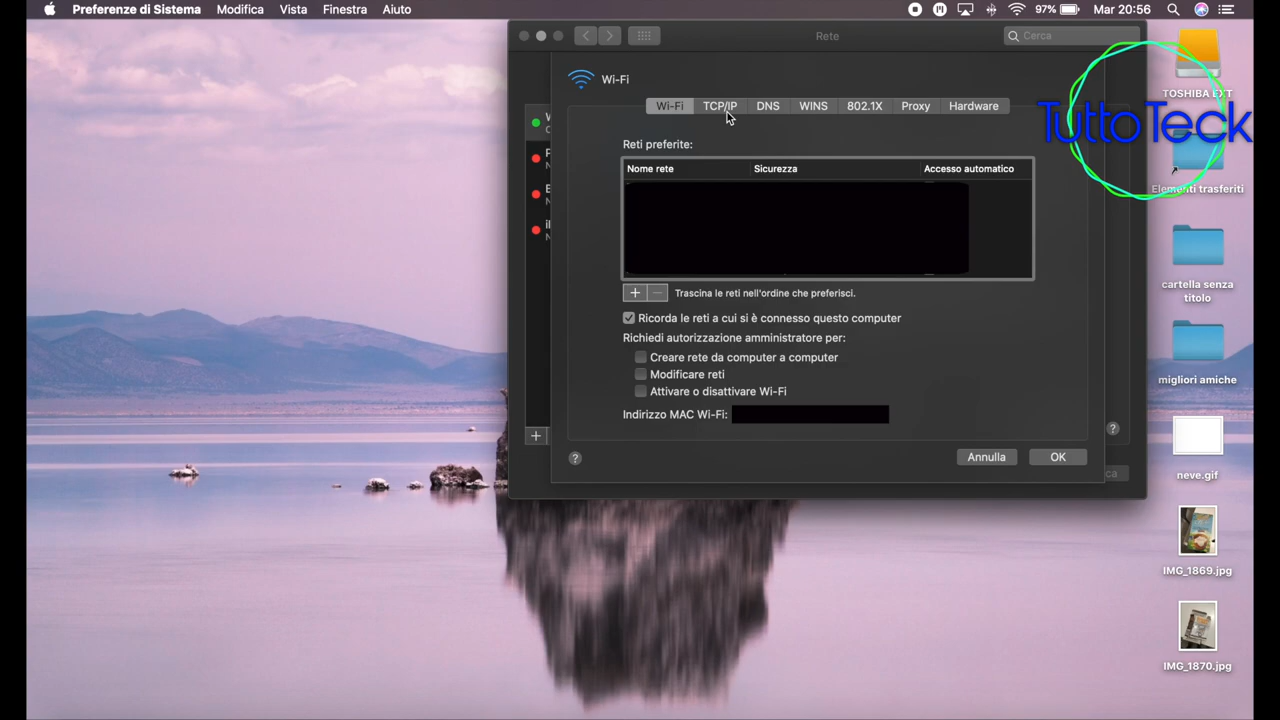 Preferenze di Sistema Modifica Vista Finestra Aiuto
97% Mar 20:56
Rete
Cerca
Wi-Fi
Wi-Fi TCP/IP DNS WINS 802.1X Proxy Hardware
Reti preferite:
Nome rete Sicurezza Accesso automatico
+ − Trascina le reti nell'ordine che preferisci.
Ricorda le reti a cui si è connesso questo computer
Richiedi autorizzazione amministratore per:
Creare rete da computer a computer
Modificare reti
Attivare o disattivare Wi-Fi
Indirizzo MAC Wi-Fi:
+
?
?
Annulla OK
TOSHIBA EXT
TuttoTeck
Elementi trasferiti
cartella senza
titolo
migliori amiche
neve.gif
IMG_1869.jpg
IMG_1870.jpg